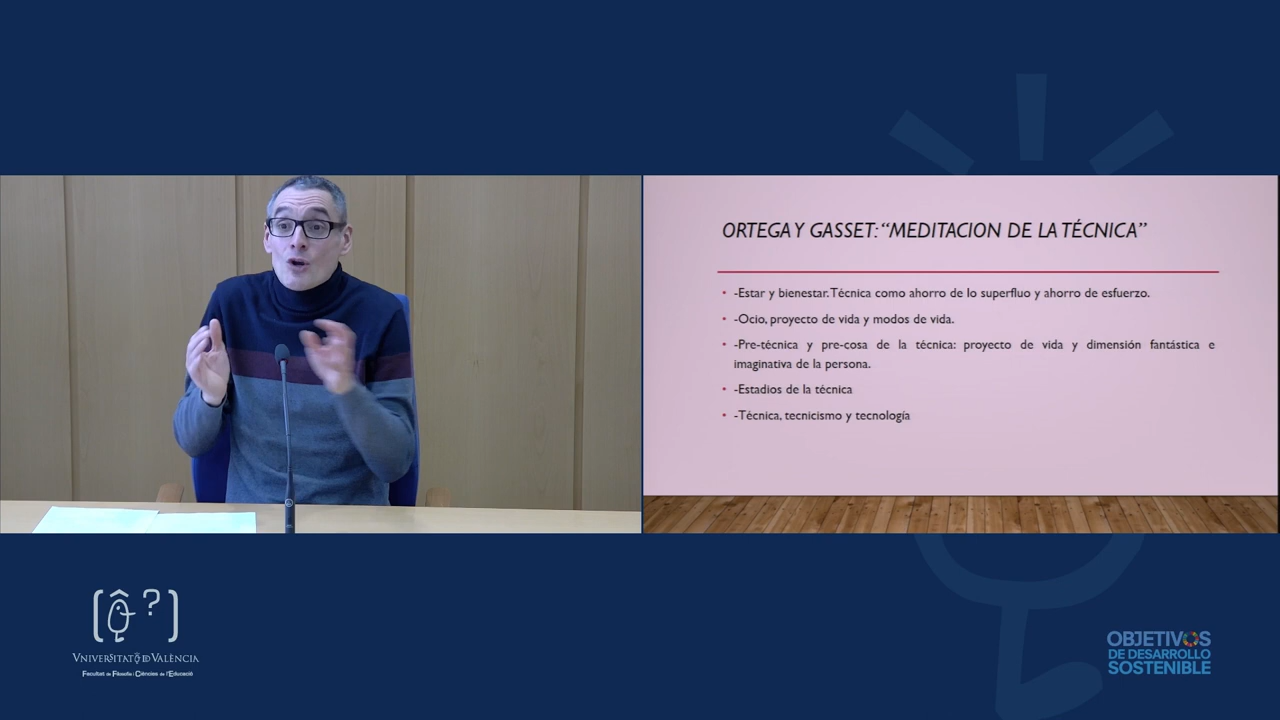 ORTEGA Y GASSET: “MEDITACION DE LA TÉCNICA”
• -Estar y bienestar. Técnica como ahorro de lo superfluo y ahorro de esfuerzo.
• -Ocio, proyecto de vida y modos de vida.
• -Pre-técnica y pre-cosa de la técnica: proyecto de vida y dimensión fantástica e
imaginativa de la persona.
• -Estadios de la técnica
• -Técnica, tecnicismo y tecnología
[Ô?]
VNIVERSITAT ID VALÈNCIA
Facultat de Filosofia i Ciències de l'Educació
OBJETIVOS
DE DESARROLLO
SOSTENIBLE